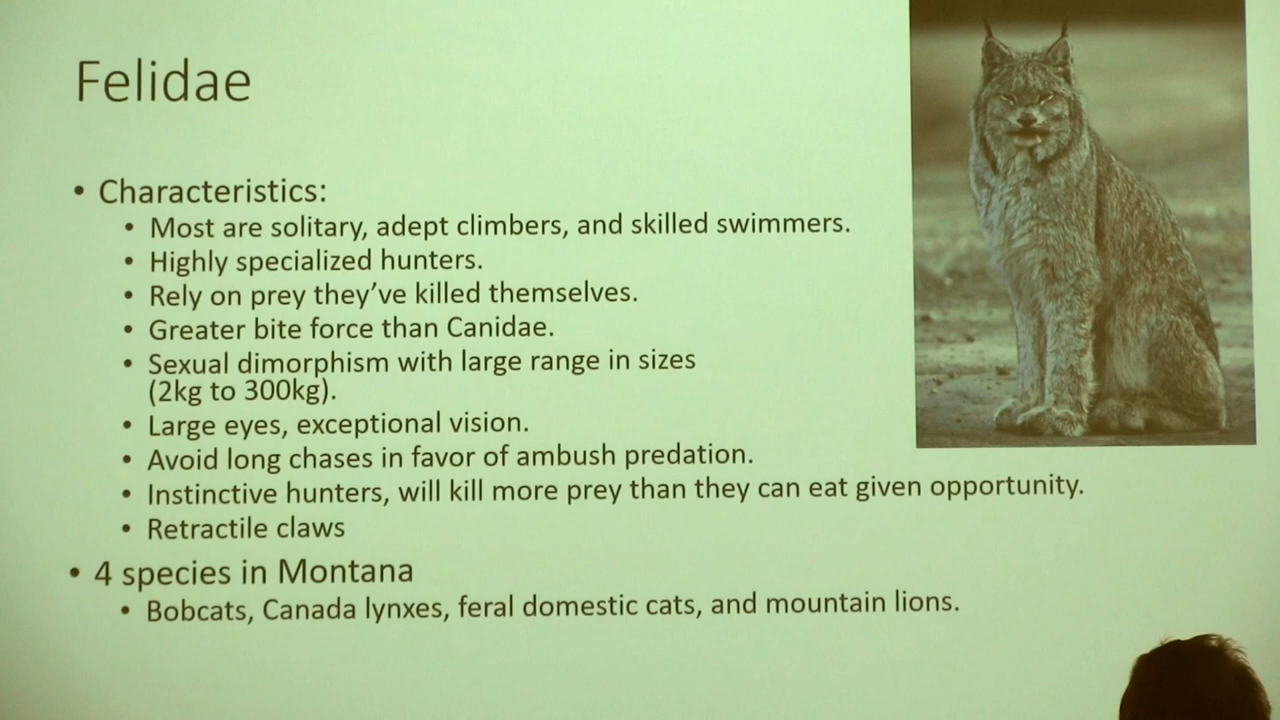 Felidae
• Characteristics:
• Most are solitary, adept climbers, and skilled swimmers.
• Highly specialized hunters.
• Rely on prey they’ve killed themselves.
• Greater bite force than Canidae.
• Sexual dimorphism with large range in sizes
(2kg to 300kg).
• Large eyes, exceptional vision.
• Avoid long chases in favor of ambush predation.
• Instinctive hunters, will kill more prey than they can eat given opportunity.
• Retractile claws
• 4 species in Montana
• Bobcats, Canada lynxes, feral domestic cats, and mountain lions.